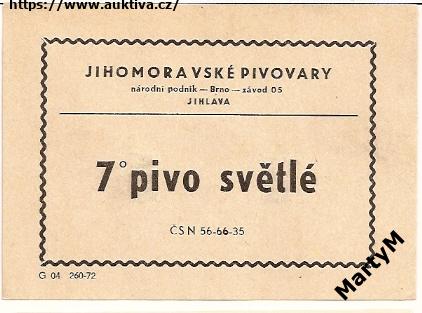 https://www.auktiva.cz/
JIHOMORAVSKÉ PIVOVARY
národní podnik — Brno — závod 05
JIHLAVA
7° pivo světlé
ČSN 56-66-35
G 04 260-72
MartyM